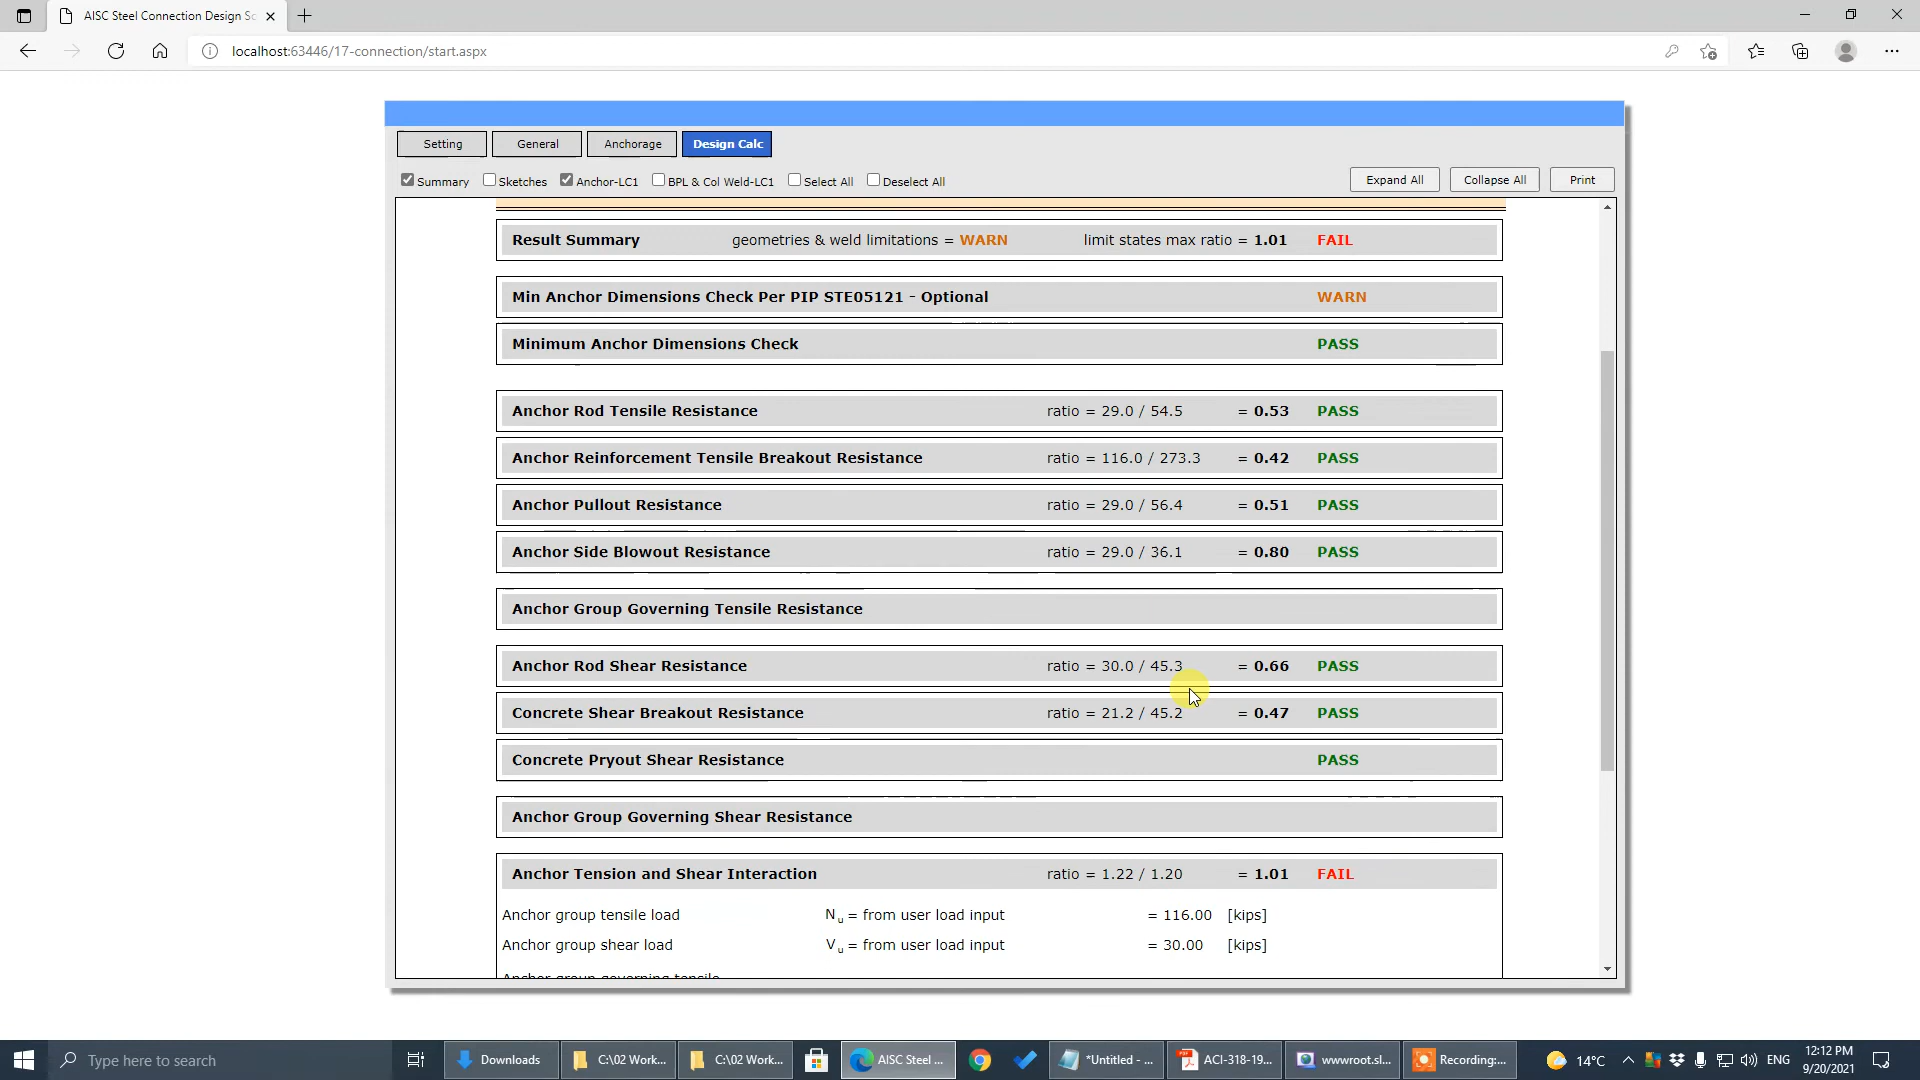 AISC Steel Connection Design Sc
localhost:63446/17-connection/start.aspx
Setting General Anchorage Design Calc
Summary Sketches Anchor-LC1 BPL & Col Weld-LC1 Select All Deselect All Expand All Collapse All Print
Result Summary geometries & weld limitations = WARN limit states max ratio = 1.01 FAIL
Min Anchor Dimensions Check Per PIP STE05121 - Optional WARN
Minimum Anchor Dimensions Check PASS
Anchor Rod Tensile Resistance ratio = 29.0 / 54.5 = 0.53 PASS
Anchor Reinforcement Tensile Breakout Resistance ratio = 116.0 / 273.3 = 0.42 PASS
Anchor Pullout Resistance ratio = 29.0 / 56.4 = 0.51 PASS
Anchor Side Blowout Resistance ratio = 29.0 / 36.1 = 0.80 PASS
Anchor Group Governing Tensile Resistance
Anchor Rod Shear Resistance ratio = 30.0 / 45.3 = 0.66 PASS
Concrete Shear Breakout Resistance ratio = 21.2 / 45.2 = 0.47 PASS
Concrete Pryout Shear Resistance PASS
Anchor Group Governing Shear Resistance
Anchor Tension and Shear Interaction ratio = 1.22 / 1.20 = 1.01 FAIL
Anchor group tensile load Nu = from user load input = 116.00 [kips]
Anchor group shear load Vu = from user load input = 30.00 [kips]
Anchor group governing tensile
Type here to search Downloads C:\02 Work... C:\02 Work... AISC Steel ... *Untitled - ... ACI-318-19... wwwroot.sl... Recording:... 14°C ENG 12:12 PM
9/20/2021